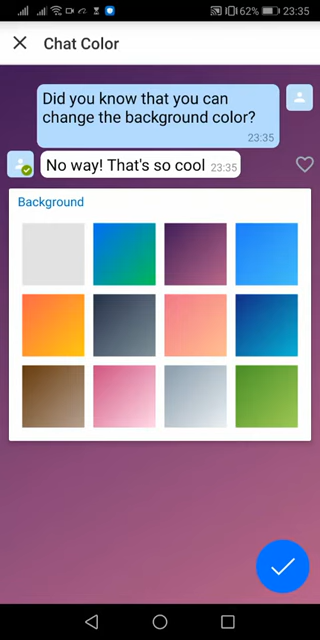 62% 23:35
Chat Color
Did you know that you can
change the background color?
23:35
No way! That's so cool 23:35
Background